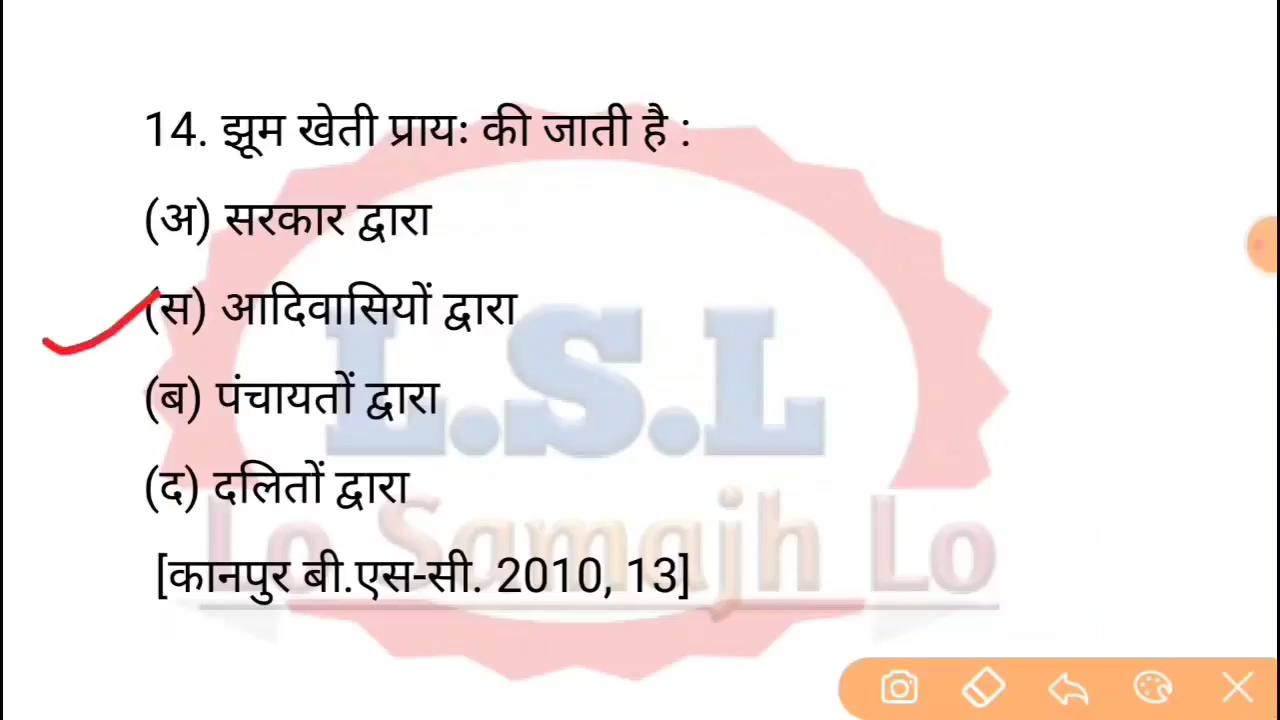 14. झूम खेती प्रायः की जाती है :
(अ) सरकार द्वारा
(स) आदिवासियों द्वारा
(ब) पंचायतों द्वारा
(द) दलितों द्वारा
[कानपुर बी.एस-सी. 2010, 13]
L.S.L
Lo Samajh Lo